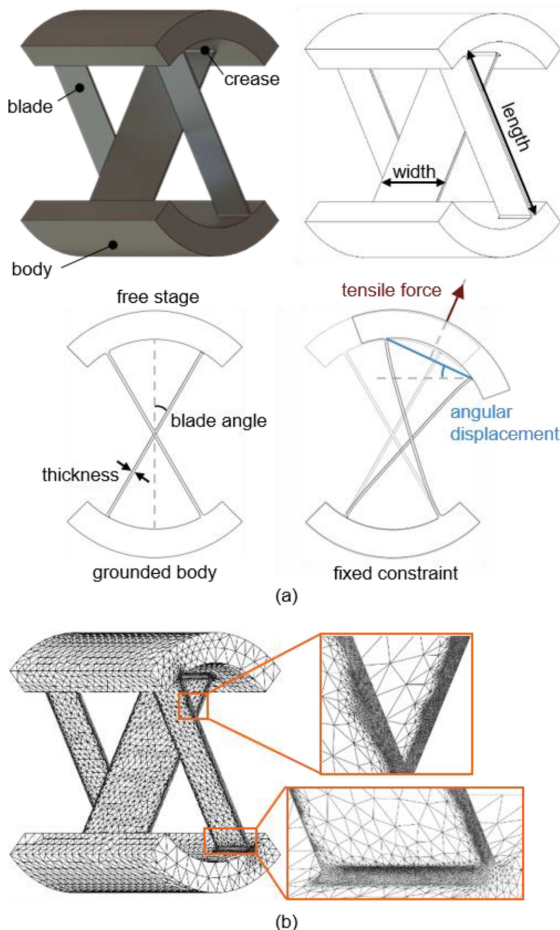 crease
blade
body
length
width
free stage
blade angle
thickness
grounded body
tensile force
angular
displacement
fixed constraint
(a)
(b)